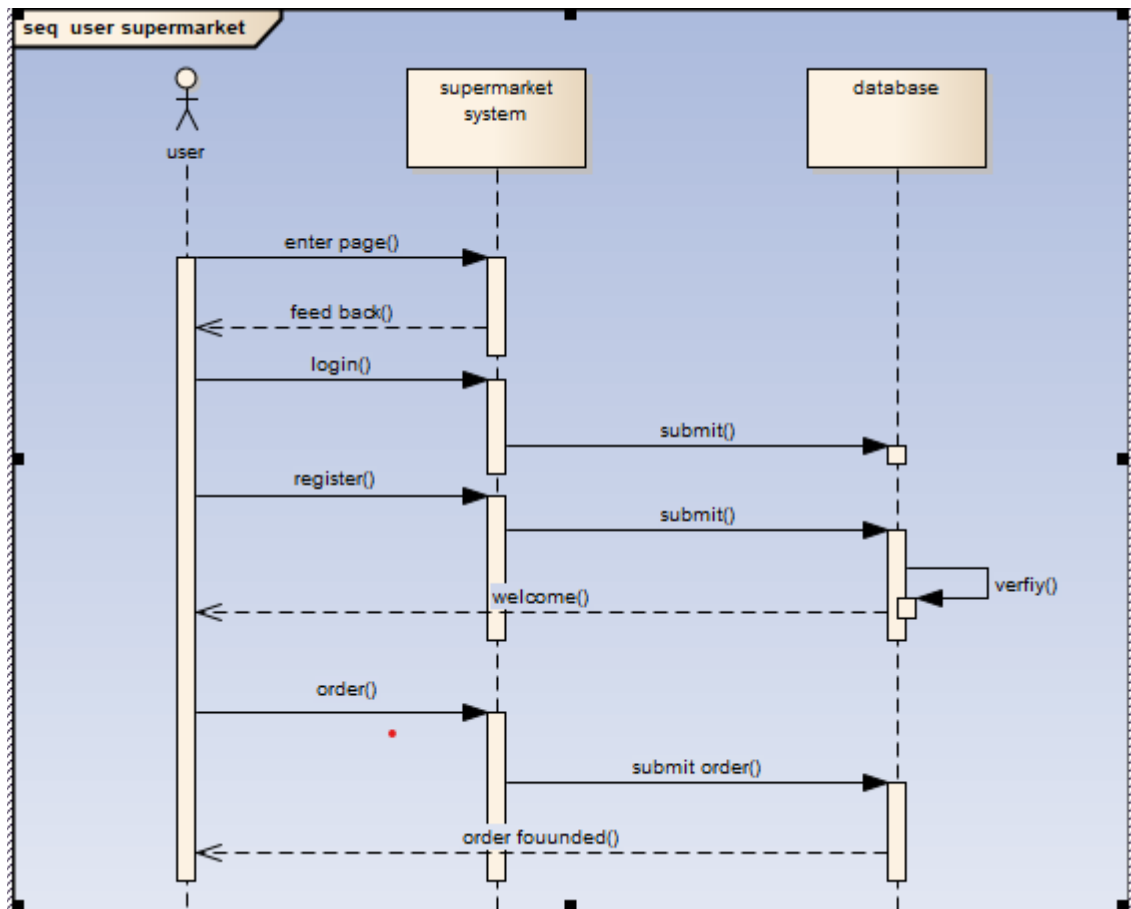 seq user supermarket
user
supermarket
system
database
enter page()
feed back()
login()
submit()
register()
submit()
verfiy()
welcome()
order()
submit order()
order fouunded()